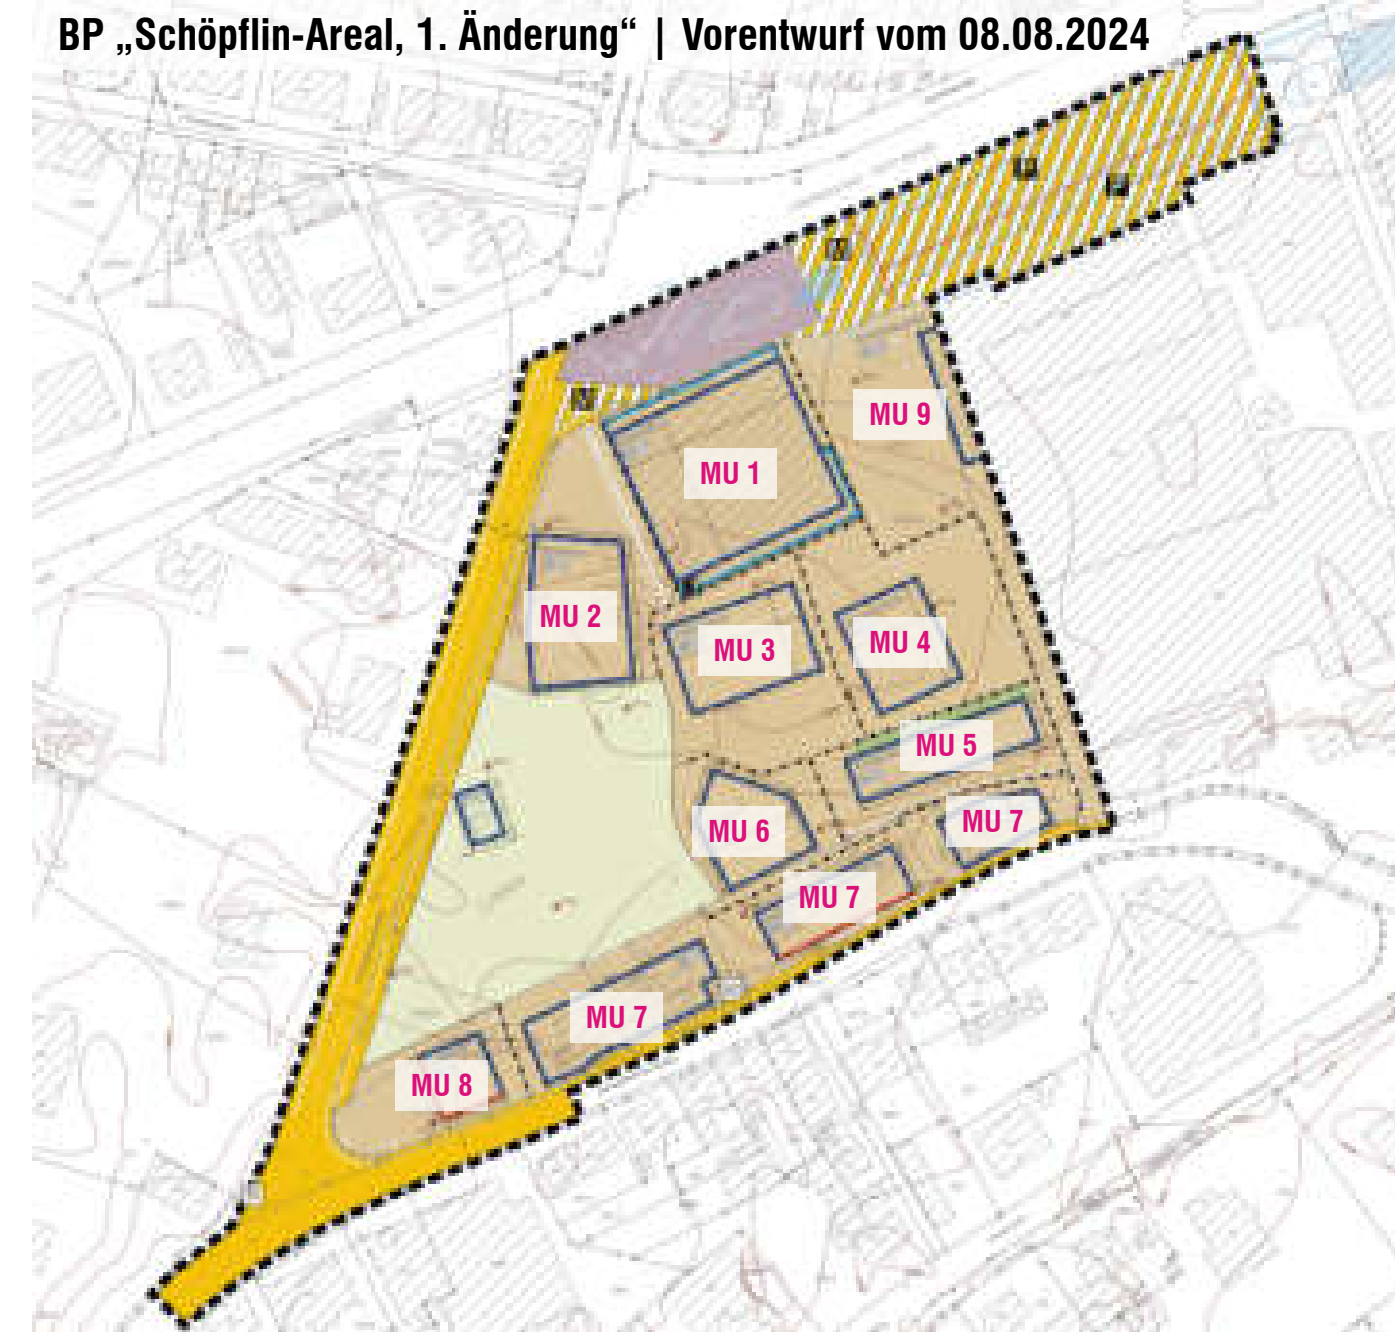 BP „Schöpflin-Areal, 1. Änderung“ | Vorentwurf vom 08.08.2024
MU 9
MU 1
MU 2
MU 3
MU 4
MU 5
MU 6
MU 7
MU 7
MU 7
MU 8